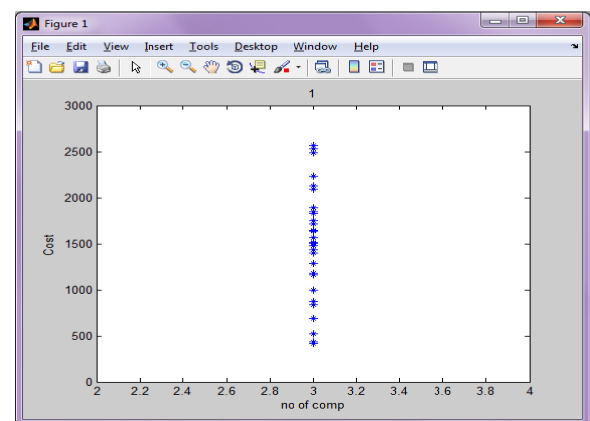 Figure 1
File Edit View Insert Tools Desktop Window Help
1
3000
2500
2000
1500
1000
500
0
Cost
2 2.2 2.4 2.6 2.8 3 3.2 3.4 3.6 3.8 4
no of comp